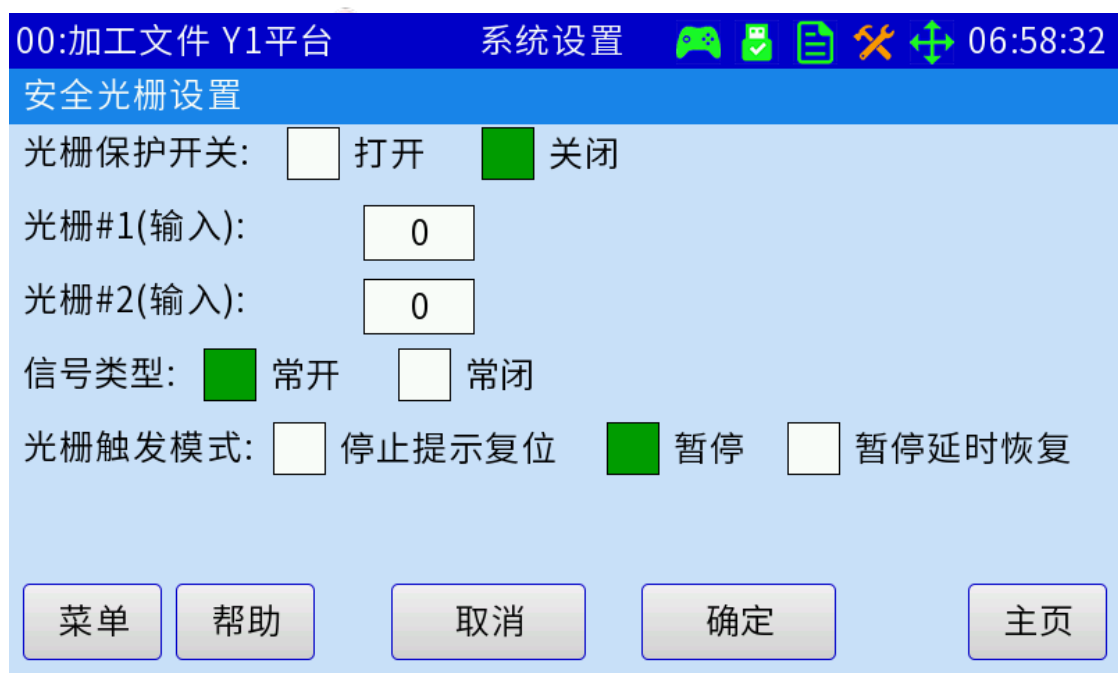 00:加工文件 Y1平台 系统设置 06:58:32
安全光栅设置
光栅保护开关: 打开 关闭
光栅#1(输入): 0
光栅#2(输入): 0
信号类型: 常开 常闭
光栅触发模式: 停止提示复位 暂停 暂停延时恢复
菜单 帮助 取消 确定 主页